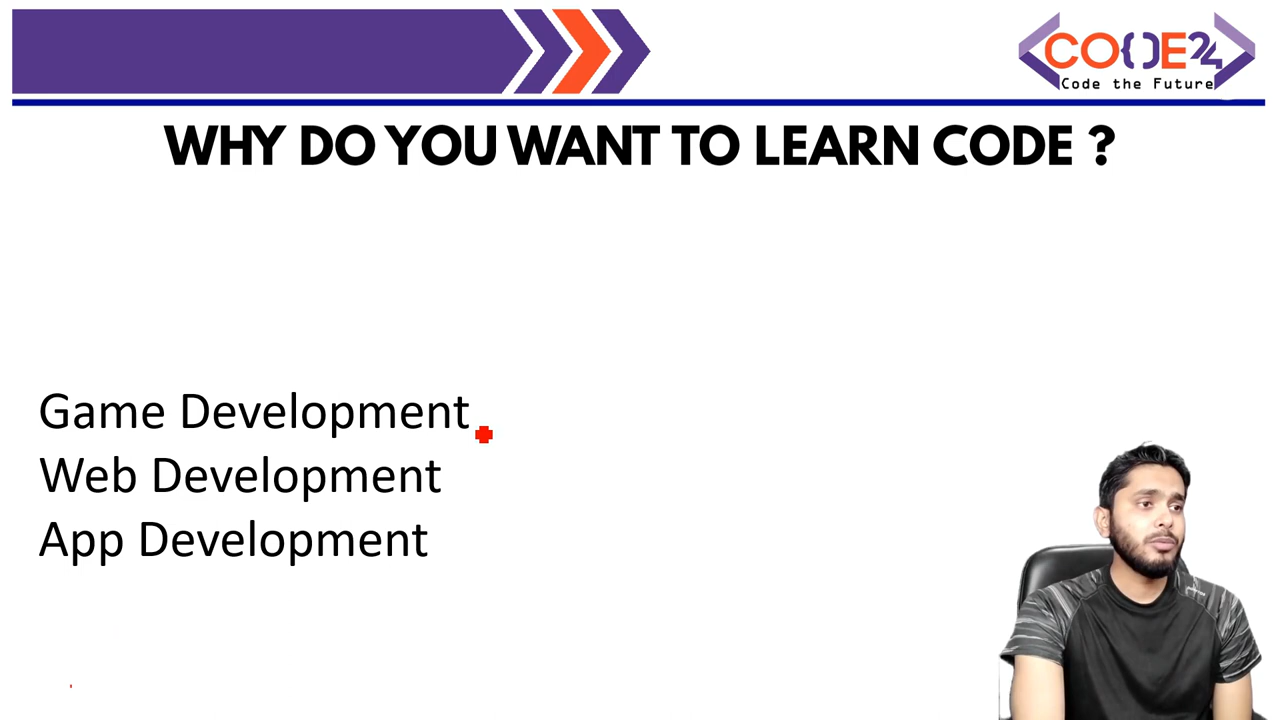 CO{}E24
Code the Future
WHY DO YOU WANT TO LEARN CODE ?
Game Development
Web Development
App Development